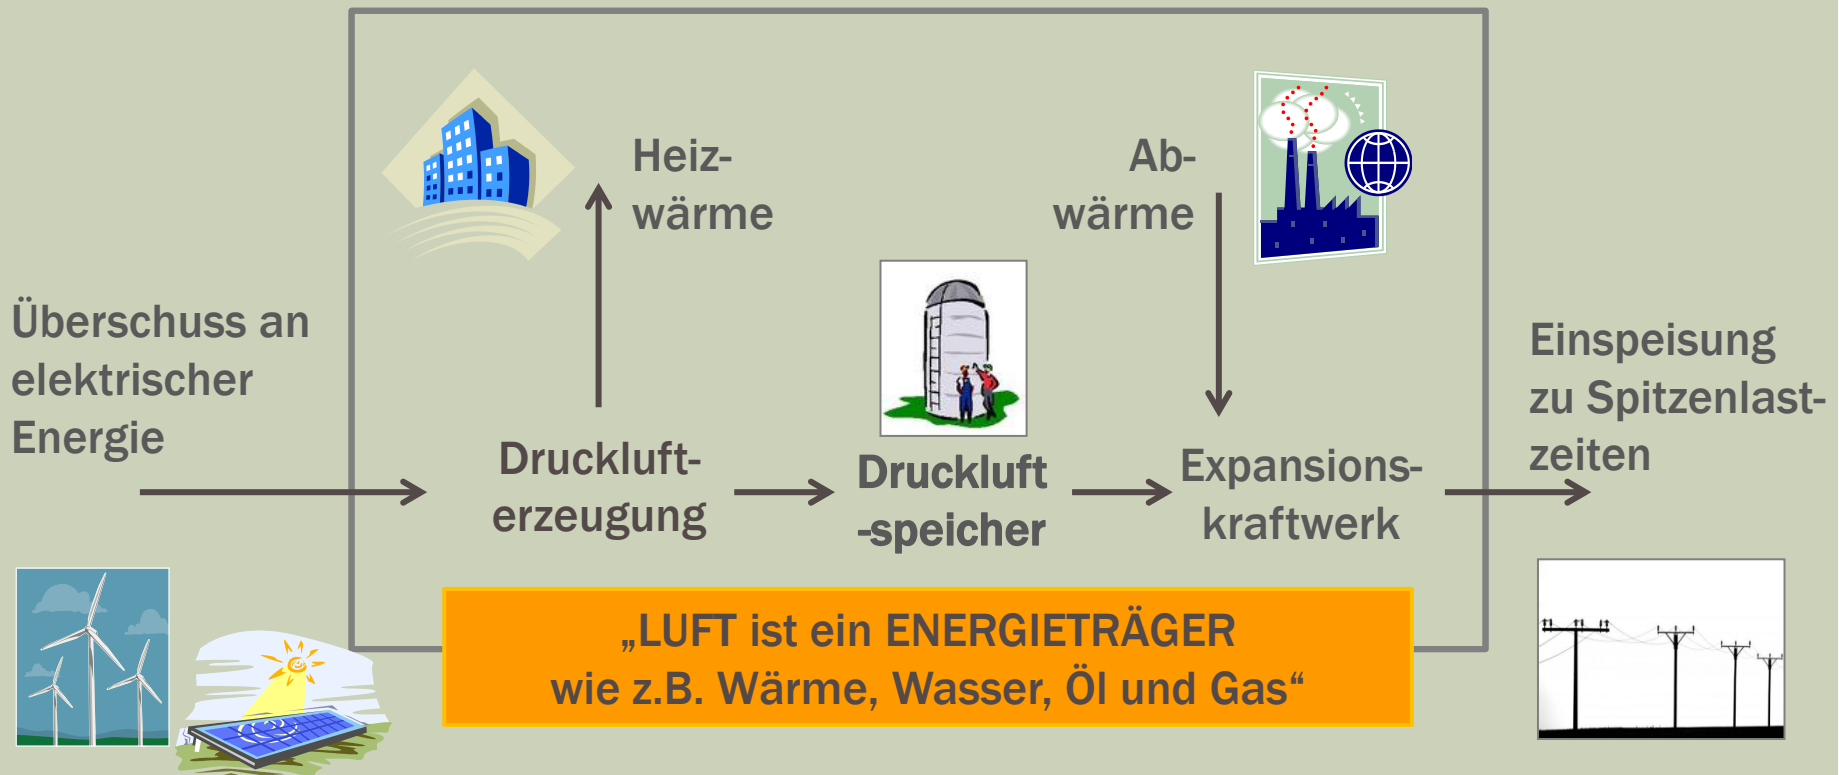 Heiz-
wärme
Ab-
wärme
Überschuss an
elektrischer
Energie
Druckluft-
erzeugung
Druckluft
-speicher
Expansions-
kraftwerk
Einspeisung
zu Spitzenlast-
zeiten
„LUFT ist ein ENERGIETRÄGER
wie z.B. Wärme, Wasser, Öl und Gas“